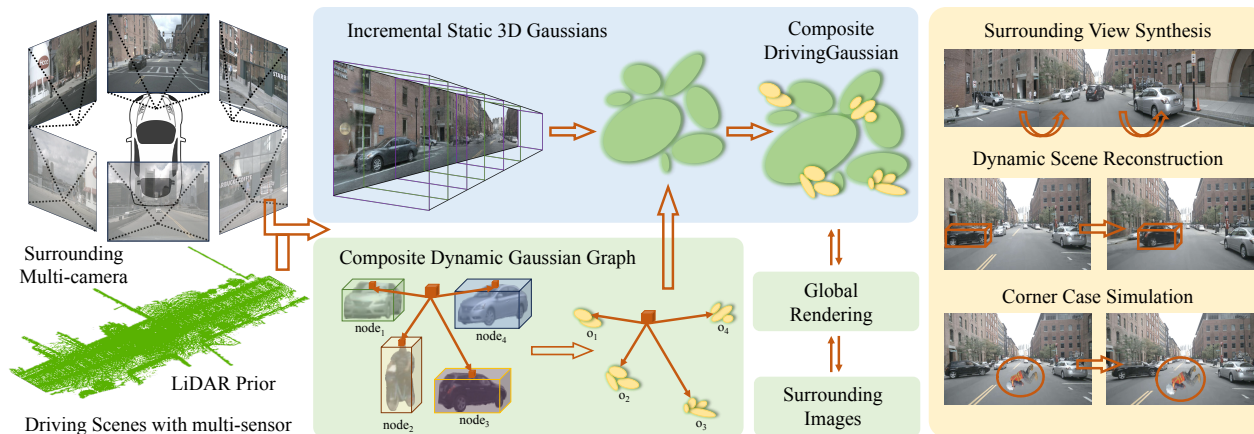 Surrounding
Multi-camera
LiDAR Prior
Driving Scenes with multi-sensor
Incremental Static 3D Gaussians
Composite
DrivingGaussian
Composite Dynamic Gaussian Graph
node1
node4
node2
node3
o1
o4
o2
o3
Global
Rendering
Surrounding
Images
Surrounding View Synthesis
Dynamic Scene Reconstruction
Corner Case Simulation